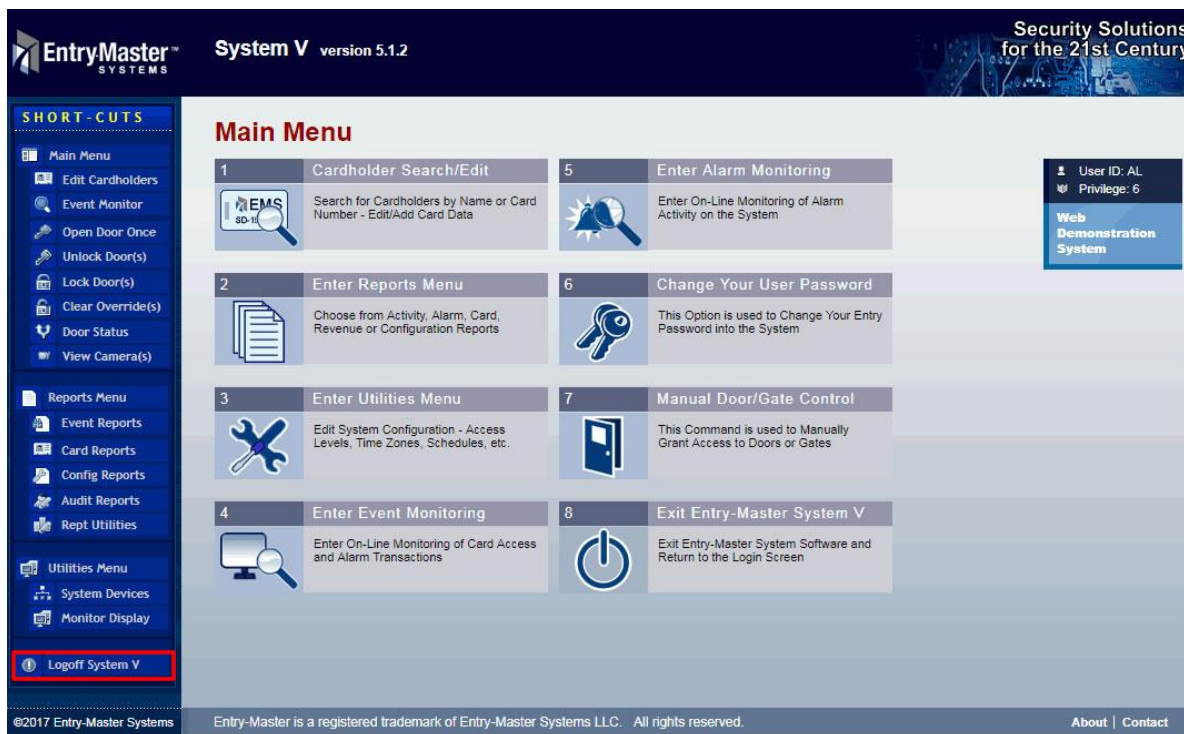 EntryMaster™
SYSTEMS
System V version 5.1.2
Security Solutions
for the 21st Century
SHORT-CUTS
Main Menu
Edit Cardholders
Event Monitor
Open Door Once
Unlock Door(s)
Lock Door(s)
Clear Override(s)
Door Status
View Camera(s)
Reports Menu
Event Reports
Card Reports
Config Reports
Audit Reports
Rept Utilities
Utilities Menu
System Devices
Monitor Display
Logoff System V
Main Menu
1 Cardholder Search/Edit
EMS
Search for Cardholders by Name or Card
Number - Edit/Add Card Data
2 Enter Reports Menu
Choose from Activity, Alarm, Card,
Revenue or Configuration Reports
3 Enter Utilities Menu
Edit System Configuration - Access
Levels, Time Zones, Schedules, etc.
4 Enter Event Monitoring
Enter On-Line Monitoring of Card Access
and Alarm Transactions
5 Enter Alarm Monitoring
Enter On-Line Monitoring of Alarm
Activity on the System
6 Change Your User Password
This Option is used to Change Your Entry
Password into the System
7 Manual Door/Gate Control
This Command is used to Manually
Grant Access to Doors or Gates
8 Exit Entry-Master System V
Exit Entry-Master System Software and
Return to the Login Screen
User ID: AL
Privilege: 6
Web
Demonstration
System
©2017 Entry-Master Systems
Entry-Master is a registered trademark of Entry-Master Systems LLC. All rights reserved.
About | Contact